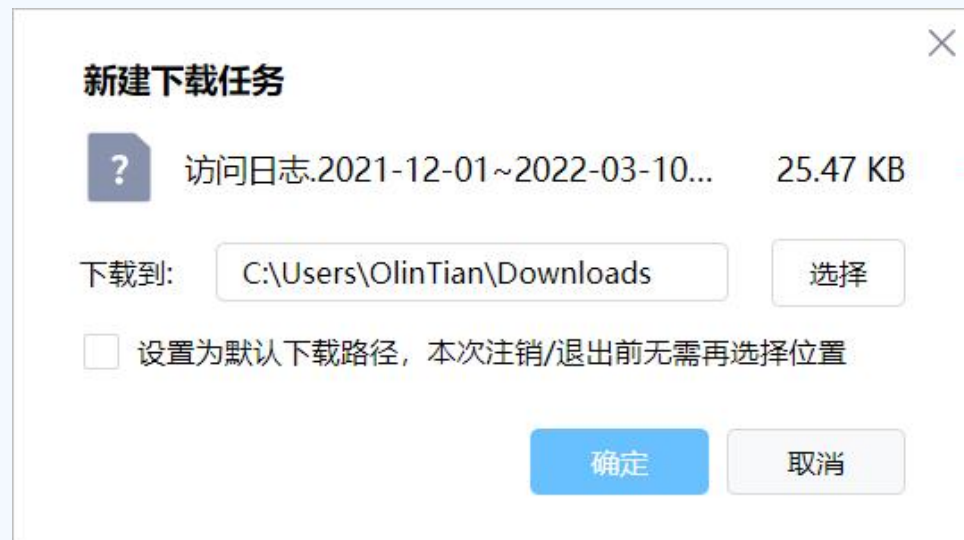 新建下载任务
? 访问日志.2021-12-01~2022-03-10... 25.47 KB
下载到: C:\Users\OlinTian\Downloads 选择
设置为默认下载路径，本次注销/退出前无需再选择位置
确定 取消